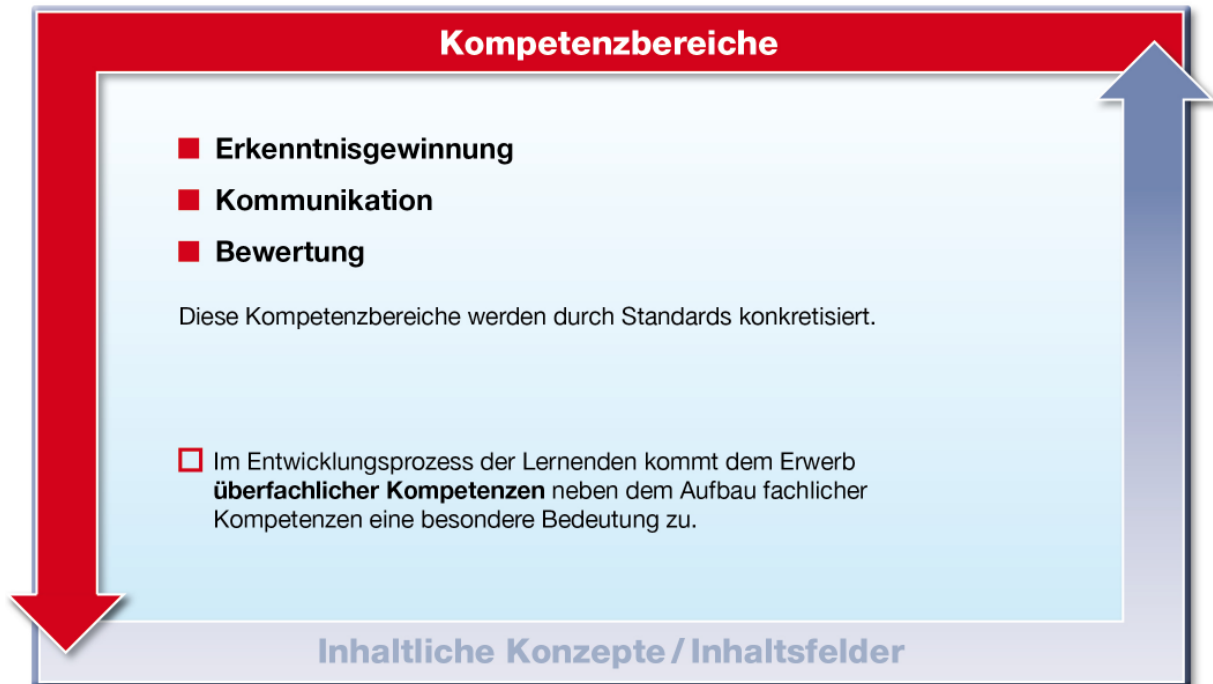 Kompetenzbereiche
Erkenntnisgewinnung
Kommunikation
Bewertung
Diese Kompetenzbereiche werden durch Standards konkretisiert.
Im Entwicklungsprozess der Lernenden kommt dem Erwerb
überfachlicher Kompetenzen neben dem Aufbau fachlicher
Kompetenzen eine besondere Bedeutung zu.
Inhaltliche Konzepte / Inhaltsfelder